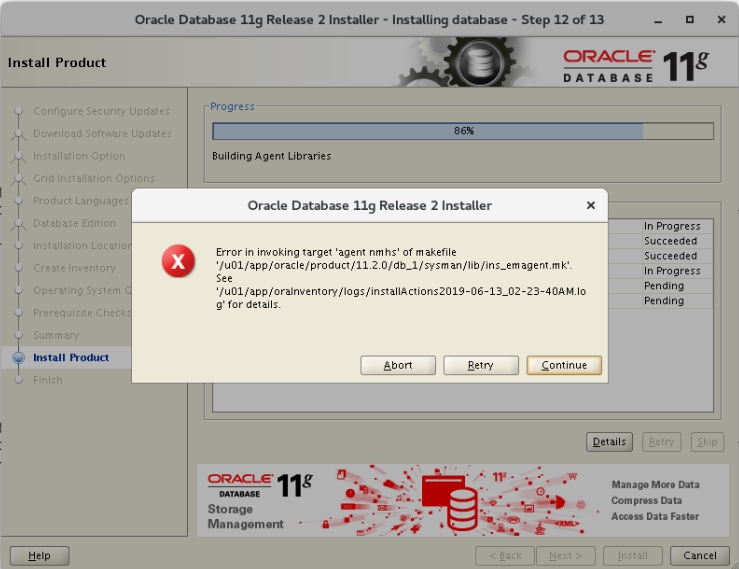 Oracle Database 11g Release 2 Installer - Installing database - Step 12 of 13
Install Product
ORACLE
DATABASE
11g
Configure Security Updates
Download Software Updates
Installation Option
Grid Installation Options
Product Languages
Database Edition
Installation Location
Create Inventory
Operating System G
Prerequisite Checks
Summary
Install Product
Finish
Progress
86%
Building Agent Libraries
In Progress
Succeeded
Succeeded
In Progress
Pending
Pending
Oracle Database 11g Release 2 Installer
Error in invoking target 'agent nmhs' of makefile
'/u01/app/oracle/product/11.2.0/db_1/sysman/lib/ins_emagent.mk'.
See
'/u01/app/oraInventory/logs/installActions2019-06-13_02-23-40AM.lo
g' for details.
Abort
Retry
Continue
Details
Retry
Skip
ORACLE
DATABASE
11g
Storage
Management
11g
<XML>
Manage More Data
Compress Data
Access Data Faster
Help
< Back
Next >
Install
Cancel